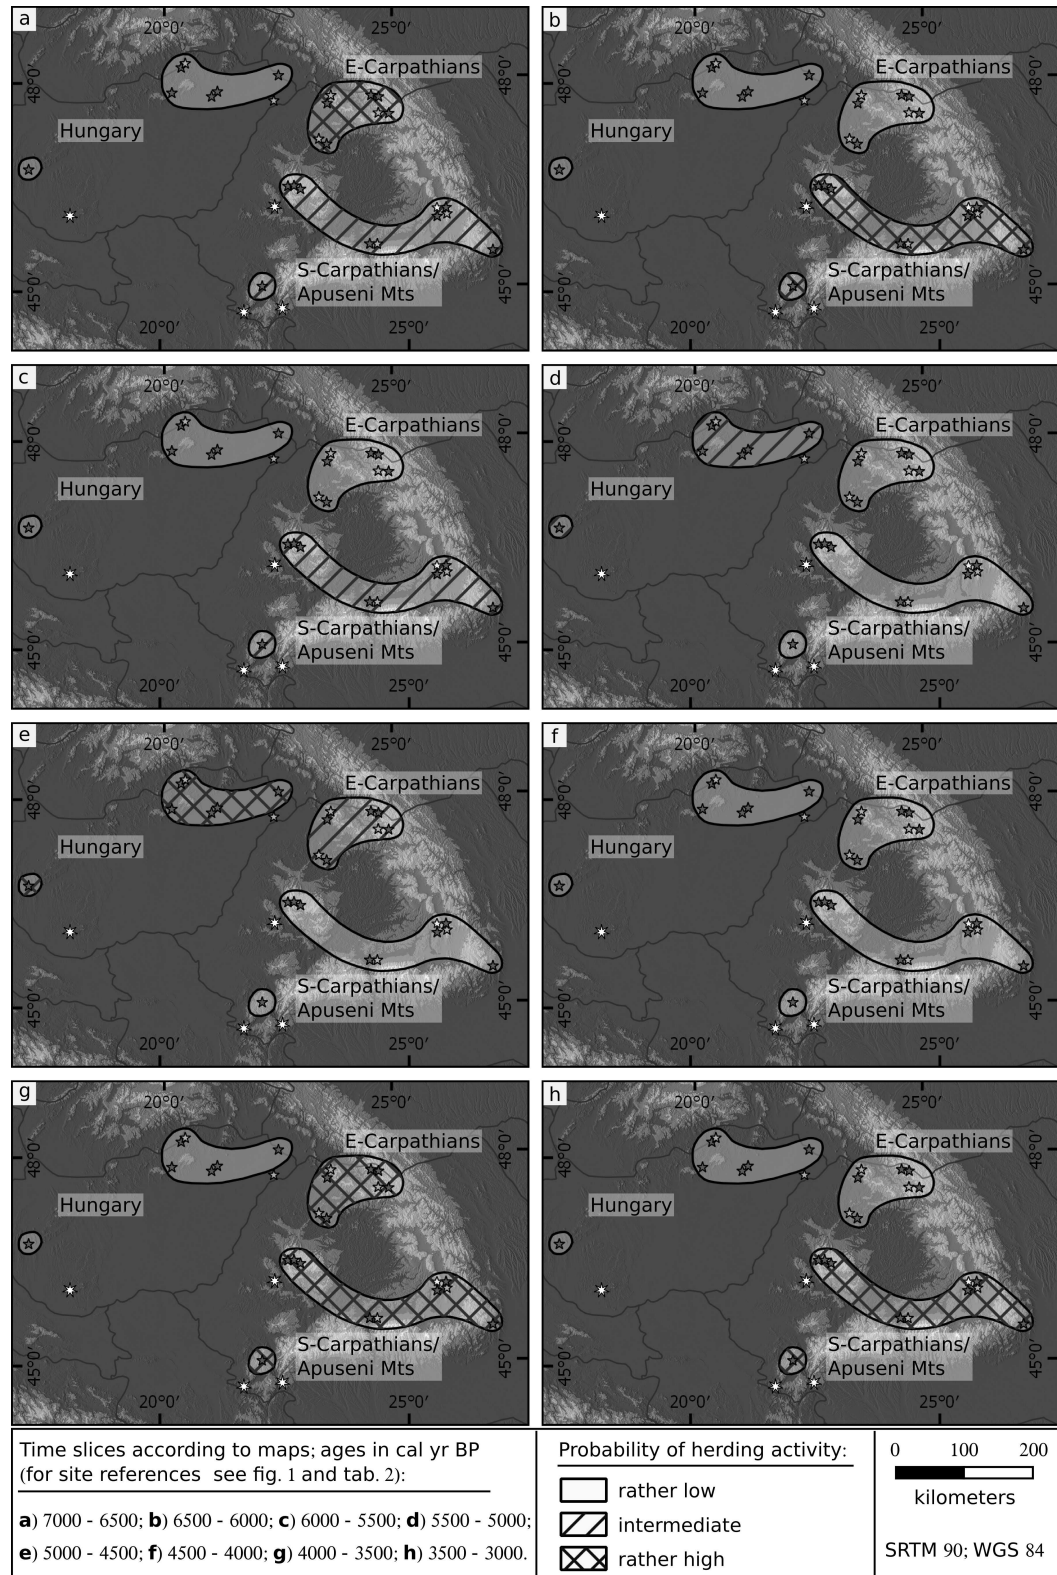 a
20°0′
25°0′
E-Carpathians
48°0′
48°0′
Hungary
S-Carpathians/
Apuseni Mts
45°0′
45°0′
20°0′
25°0′
b
20°0′
25°0′
E-Carpathians
48°0′
48°0′
Hungary
S-Carpathians/
Apuseni Mts
45°0′
45°0′
20°0′
25°0′
c
20°0′
25°0′
E-Carpathians
48°0′
48°0′
Hungary
S-Carpathians/
Apuseni Mts
45°0′
45°0′
20°0′
25°0′
d
20°0′
25°0′
E-Carpathians
48°0′
48°0′
Hungary
S-Carpathians/
Apuseni Mts
45°0′
45°0′
20°0′
25°0′
e
20°0′
25°0′
E-Carpathians
48°0′
48°0′
Hungary
S-Carpathians/
Apuseni Mts
45°0′
45°0′
20°0′
25°0′
f
20°0′
25°0′
E-Carpathians
48°0′
48°0′
Hungary
S-Carpathians/
Apuseni Mts
45°0′
45°0′
20°0′
25°0′
g
20°0′
25°0′
E-Carpathians
48°0′
48°0′
Hungary
S-Carpathians/
Apuseni Mts
45°0′
45°0′
20°0′
25°0′
h
20°0′
25°0′
E-Carpathians
48°0′
48°0′
Hungary
S-Carpathians/
Apuseni Mts
45°0′
45°0′
20°0′
25°0′
Time slices according to maps; ages in cal yr BP
(for site references see fig. 1 and tab. 2):
a) 7000 - 6500; b) 6500 - 6000; c) 6000 - 5500; d) 5500 - 5000;
e) 5000 - 4500; f) 4500 - 4000; g) 4000 - 3500; h) 3500 - 3000.
Probability of herding activity:
rather low
intermediate
rather high
0 100 200
kilometers
SRTM 90; WGS 84